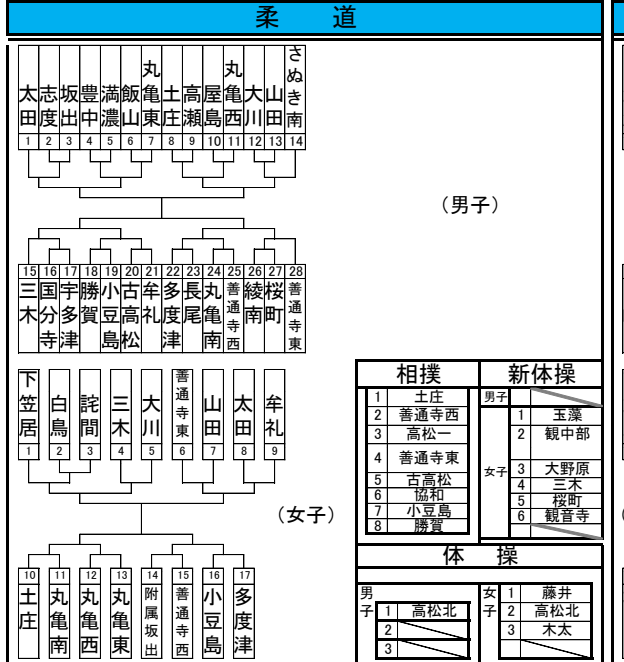 柔 道
太田 志度 坂出 豊中 満濃 飯山 丸亀東 土庄 高瀬 屋島 丸亀西 大川 山田 さぬき南
1 2 3 4 5 6 7 8 9 10 11 12 13 14
(男子)
15 16 17 18 19 20 21 22 23 24 25 26 27 28
三木 国分寺 宇多津 勝賀 小豆島 古高松 牟礼 多度津 長尾 丸亀南 善通寺西 綾南 桜町 善通寺東
下笠居 白鳥 詫間 三木 大川 善通寺東 山田 太田 牟礼
1 2 3 4 5 6 7 8 9
(女子)
10 11 12 13 14 15 16 17
土庄 丸亀南 丸亀西 丸亀東 附属坂出 善通寺西 小豆島 多度津
相撲
1 土庄
2 善通寺西
3 高松一
4 善通寺東
5 古高松
6 協和
7 小豆島
8 勝賀
新体操
男子
女子
1 玉藻
2 観中部
3 大野原
4 三木
5 桜町
6 観音寺
体 操
男子
1 高松北
2
3
女子
1 藤井
2 高松北
3 木太